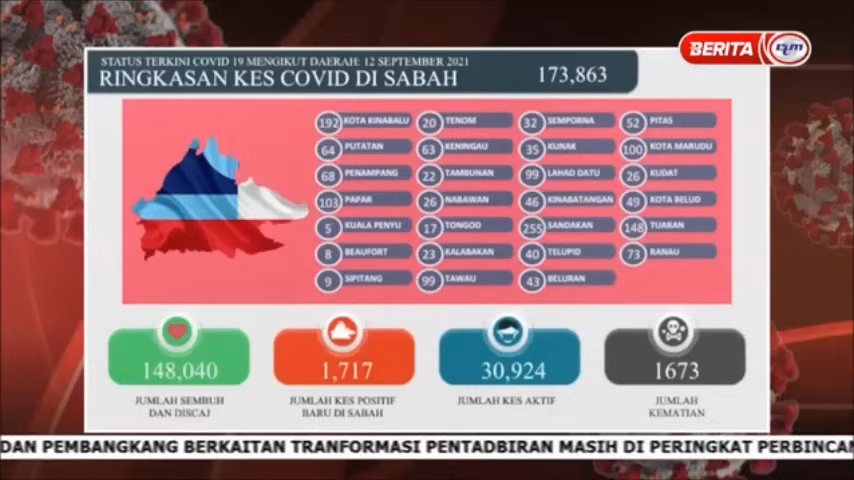 BERITA rtm
STATUS TERKINI COVID 19 MENGIKUT DAERAH: 12 SEPTEMBER 2021
RINGKASAN KES COVID DI SABAH 173,863
192 KOTA KINABALU 20 TENOM 32 SEMPORNA 52 PITAS
64 PUTATAN 63 KENINGAU 35 KUNAK 100 KOTA MARUDU
68 PENAMPANG 22 TAMBUNAN 99 LAHAD DATU 26 KUDAT
103 PAPAR 26 NABAWAN 46 KINABATANGAN 49 KOTA BELUD
5 KUALA PENYU 17 TONGOD 255 SANDAKAN 148 TUARAN
8 BEAUFORT 23 KALABAKAN 40 TELUPID 73 RANAU
9 SIPITANG 99 TAWAU 43 BELURAN
148,040 1,717 30,924 1673
JUMLAH SEMBUH JUMLAH KES POSITIF JUMLAH KES AKTIF JUMLAH
DAN DISCAJ BARU DI SABAH KEMATIAN
DAN PEMBANGKANG BERKAITAN TRANFORMASI PENTADBIRAN MASIH DI PERINGKAT PERBINCAN